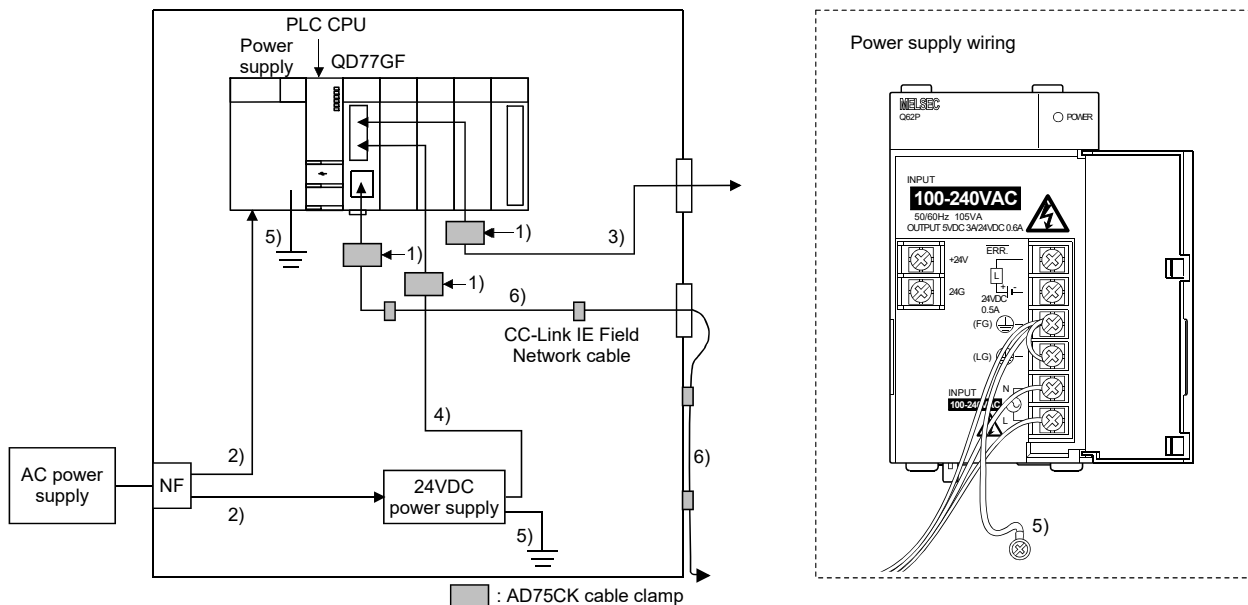 PLC CPU
Power
supply
QD77GF
5)
1)
1)
3)
1)
6)
CC-Link IE Field
Network cable
4)
2)
AC power
supply
NF
2)
24VDC
power supply
5)
6)
: AD75CK cable clamp
Power supply wiring
MELSEC
Q62P
POWER
INPUT
100-240VAC
50/60Hz 105VA
OUTPUT 5VDC 3A/24VDC 0.6A
+24V
24G
ERR.
L
+ -
24VDC
0.5A
(FG)
(LG)
INPUT
100-240VAC
N
L
5)